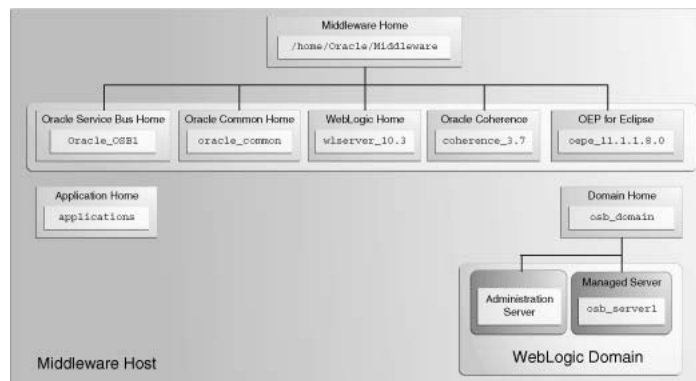 Middleware Home
/home/Oracle/Middleware
Oracle Service Bus Home
Oracle_OSB1
Oracle Common Home
oracle_common
WebLogic Home
wlserver_10.3
Oracle Coherence
coherence_3.7
OEP for Eclipse
oepe_11.1.1.8.0
Application Home
applications
Domain Home
osb_domain
Administration
Server
Managed Server
osb_server1
Middleware Host
WebLogic Domain